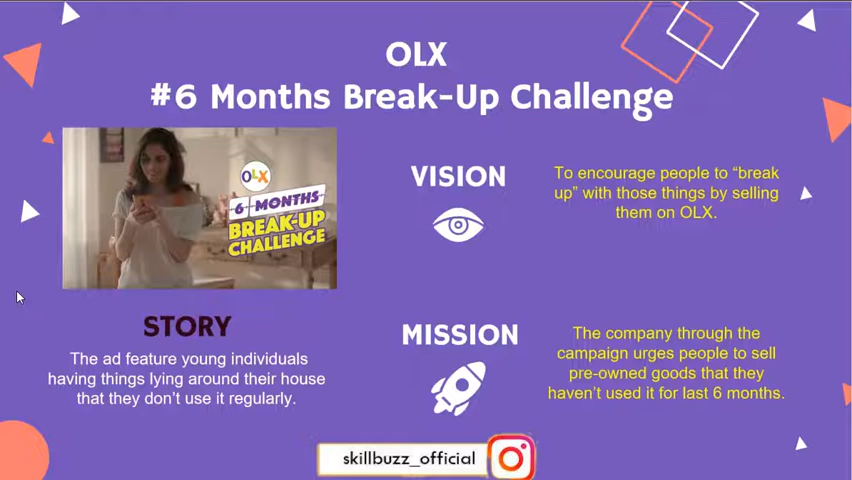 OLX
#6 Months Break-Up Challenge
OLX
6 MONTHS
BREAK-UP
CHALLENGE
STORY
The ad feature young individuals
having things lying around their house
that they don't use it regularly.
VISION
To encourage people to “break
up” with those things by selling
them on OLX.
MISSION
The company through the
campaign urges people to sell
pre-owned goods that they
haven't used it for last 6 months.
skillbuzz_official